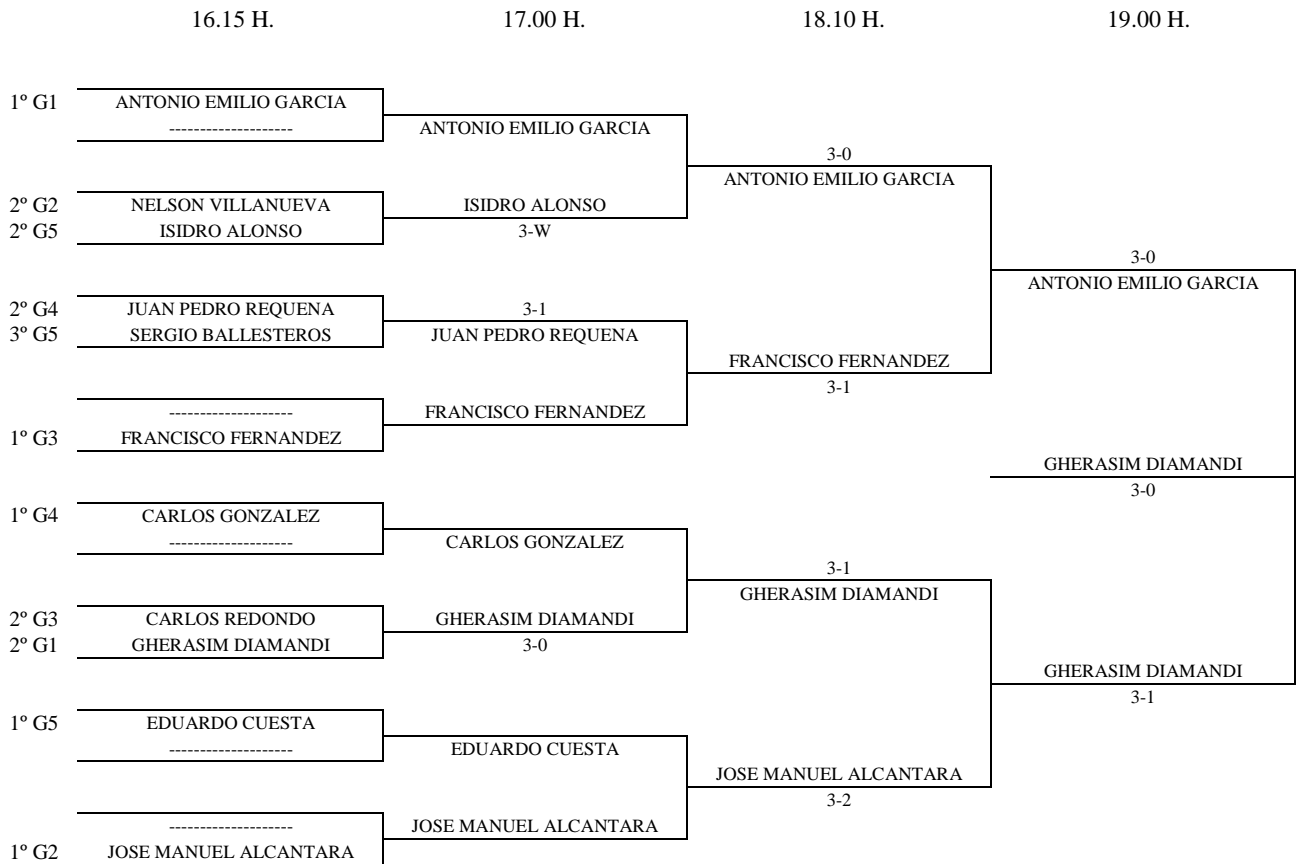 16.15 H. 17.00 H. 18.10 H. 19.00 H.
1º G1 ANTONIO EMILIO GARCIA
--------------------
ANTONIO EMILIO GARCIA
3-0
ANTONIO EMILIO GARCIA
2º G2 NELSON VILLANUEVA ISIDRO ALONSO
2º G5 ISIDRO ALONSO 3-W
3-0
ANTONIO EMILIO GARCIA
2º G4 JUAN PEDRO REQUENA 3-1
3º G5 SERGIO BALLESTEROS JUAN PEDRO REQUENA
FRANCISCO FERNANDEZ
3-1
-------------------- FRANCISCO FERNANDEZ
1º G3 FRANCISCO FERNANDEZ
GHERASIM DIAMANDI
3-0
1º G4 CARLOS GONZALEZ
--------------------
CARLOS GONZALEZ
3-1
GHERASIM DIAMANDI
2º G3 CARLOS REDONDO GHERASIM DIAMANDI
2º G1 GHERASIM DIAMANDI 3-0
GHERASIM DIAMANDI
3-1
1º G5 EDUARDO CUESTA
--------------------
EDUARDO CUESTA
JOSE MANUEL ALCANTARA
3-2
-------------------- JOSE MANUEL ALCANTARA
1º G2 JOSE MANUEL ALCANTARA